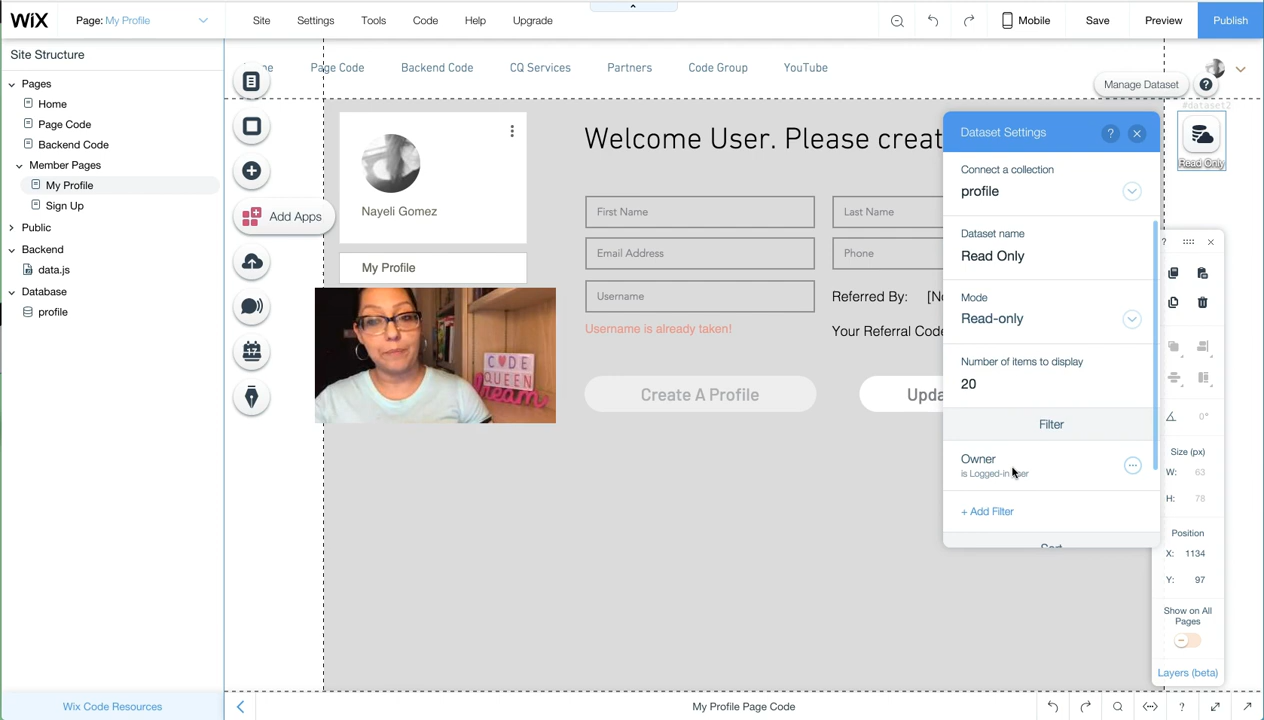 WiX
Page: My Profile
Site
Settings
Tools
Code
Help
Upgrade
Mobile
Save
Preview
Publish
Site Structure
Pages
Home
Page Code
Backend Code
Member Pages
My Profile
Sign Up
Public
Backend
data.js
Database
profile
Wix Code Resources
Page Code
Backend Code
CQ Services
Partners
Code Group
YouTube
Manage Dataset
?
#dataset2
Read Only
Add Apps
Nayeli Gomez
My Profile
CODE
QUEEN
Dream
Welcome User. Please creat
First Name
Last Name
Email Address
Phone
Username
Referred By:
Username is already taken!
Your Referral Code
Create A Profile
Dataset Settings
?
Connect a collection
profile
Dataset name
Read Only
Mode
Read-only
Number of items to display
20
Filter
Owner
is Logged-in user
+ Add Filter
Sort
?
0°
Size (px)
W: 63
H: 78
Position
X: 1134
Y: 97
Show on All
Pages
Layers (beta)
My Profile Page Code
?